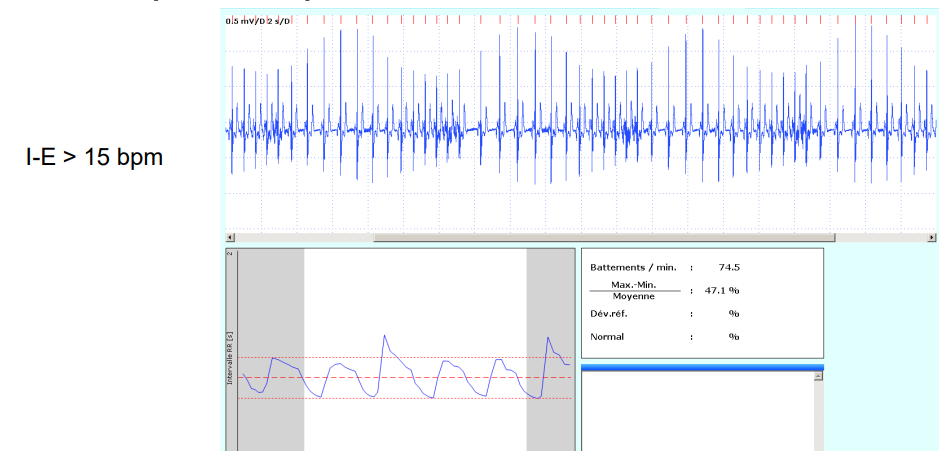 0.5 mV/D 2 s/D
I-E > 15 bpm
2
Intervalle RR [s]
Battements / min. : 74.5
Max.-Min.
Moyenne : 47.1 %
Dév.réf. : %
Normal : %